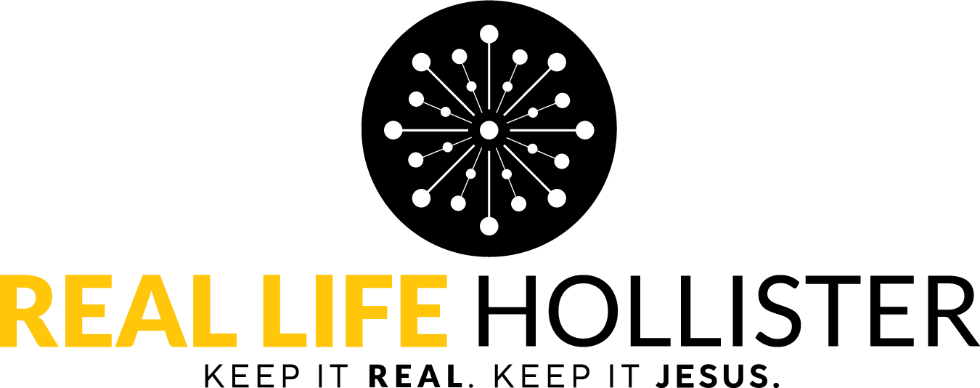 REAL LIFE HOLLISTER
KEEP IT REAL. KEEP IT JESUS.